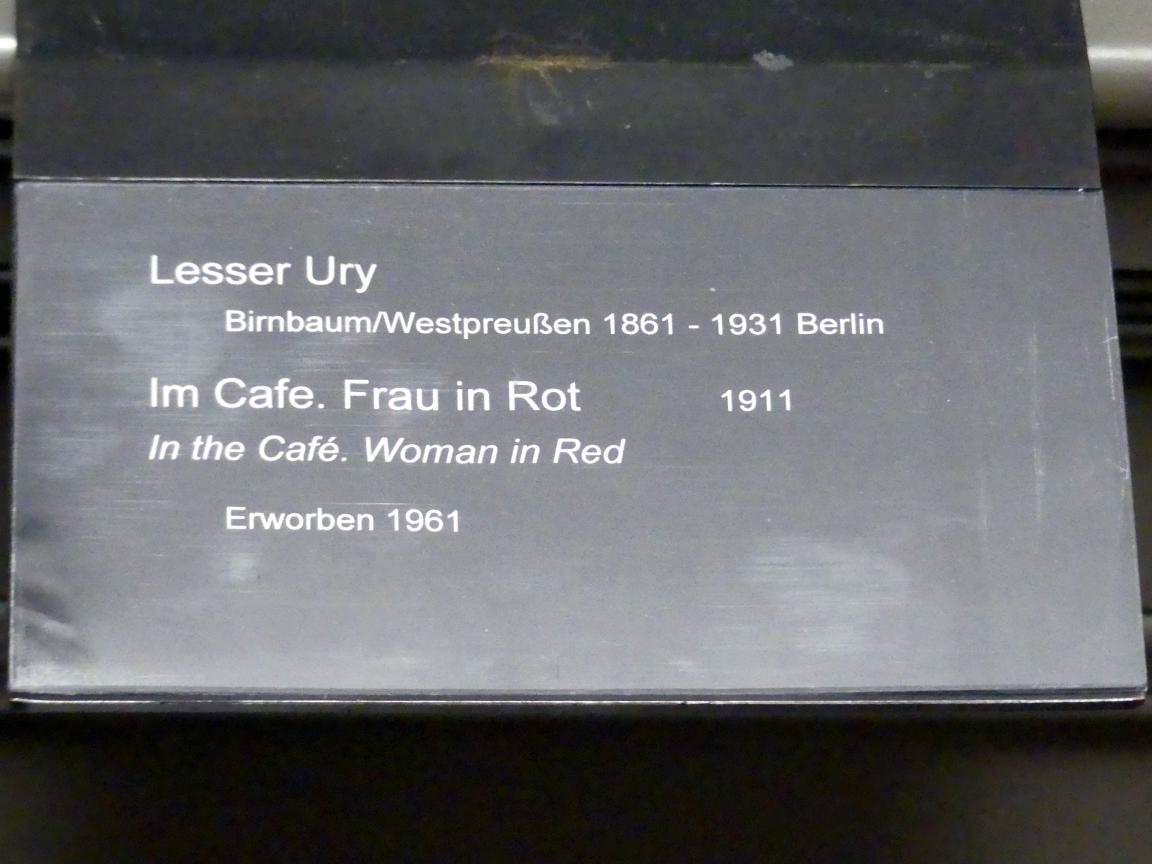 Lesser Ury
Birnbaum/Westpreußen 1861 - 1931 Berlin
Im Cafe. Frau in Rot 1911
In the Café. Woman in Red
Erworben 1961